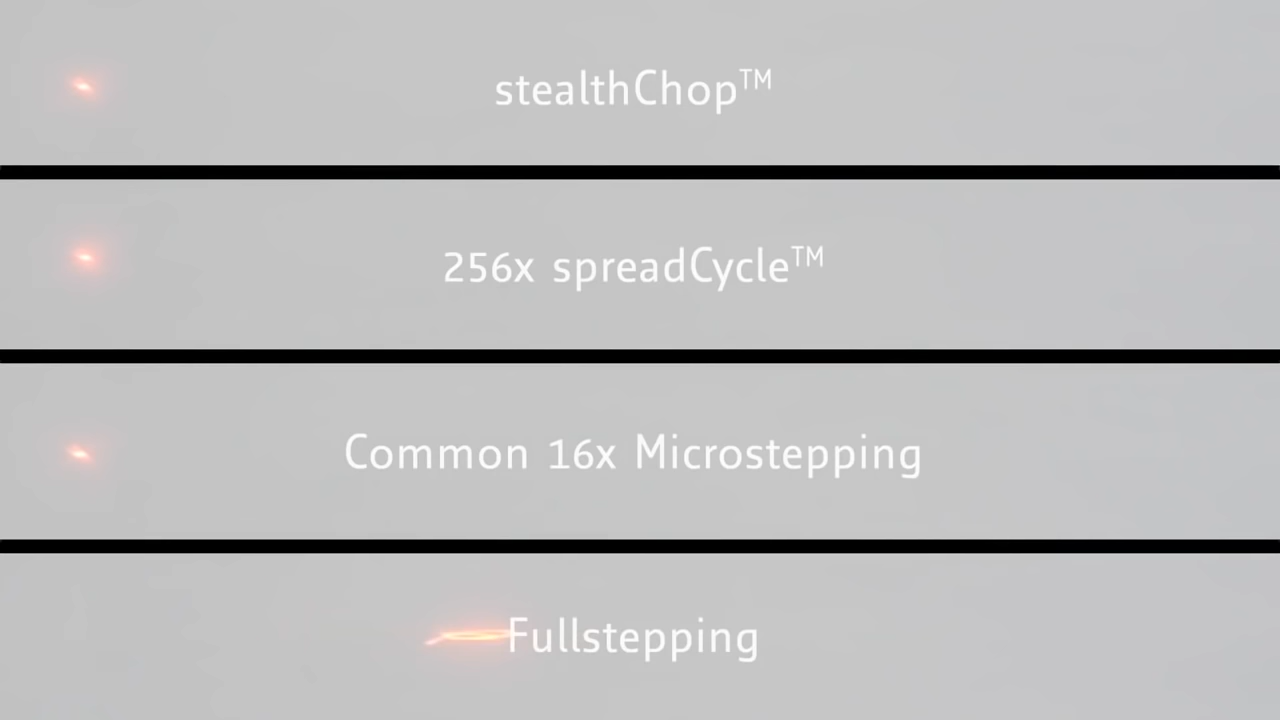 stealthChop™
256x spreadCycle™
Common 16x Microstepping
Fullstepping